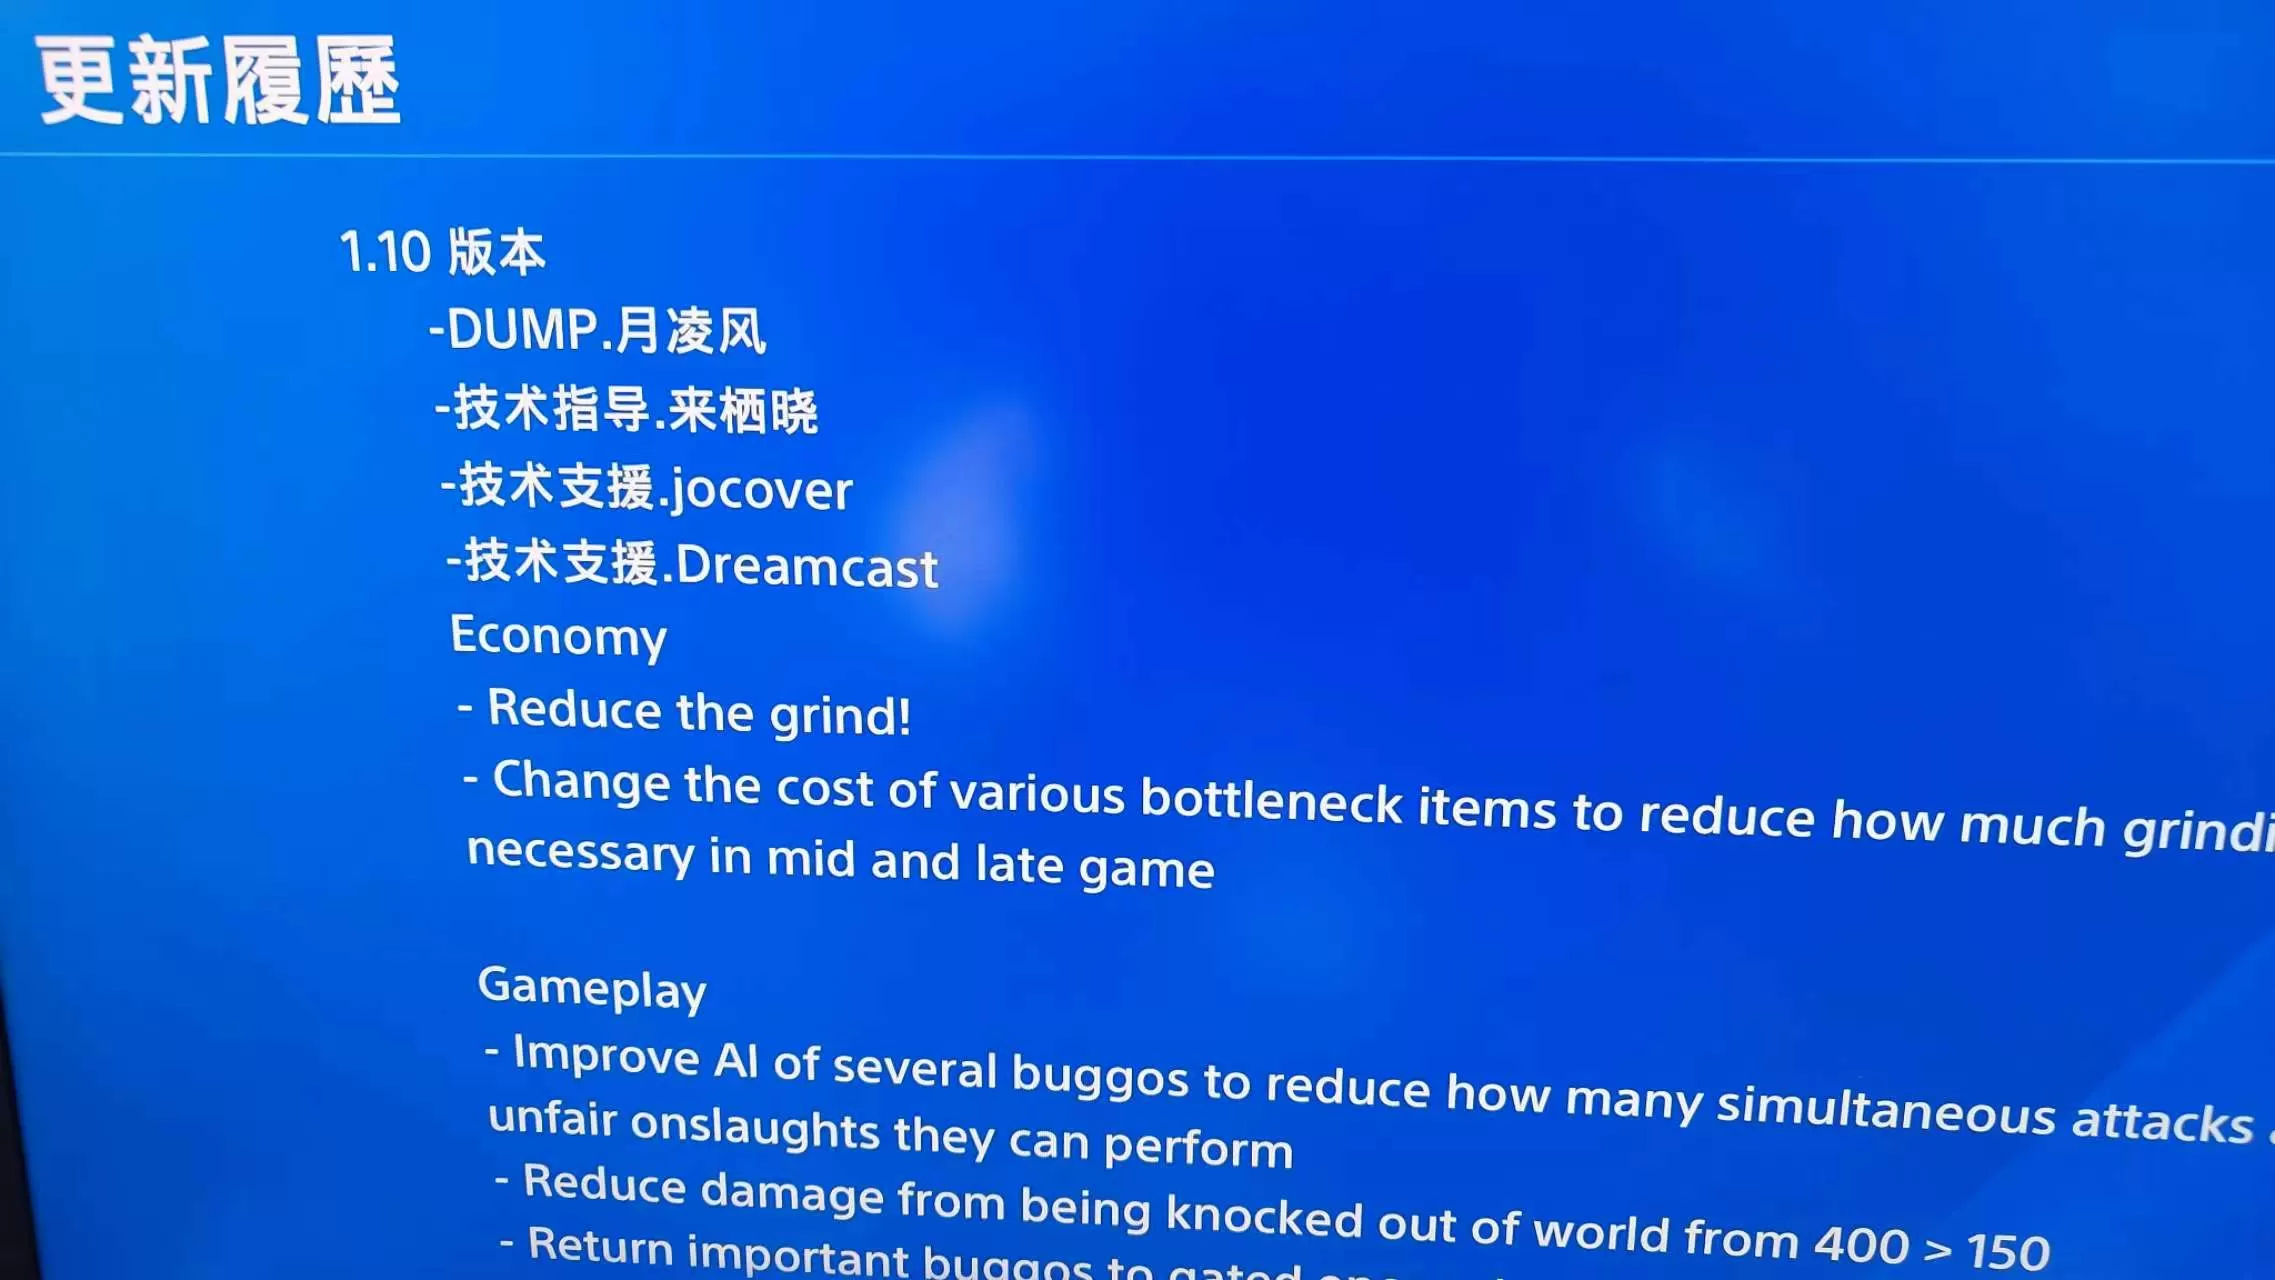 更新履歷
1.10 版本
-DUMP.月凌风
-技术指导.来栖晓
-技术支援.jocover
-技术支援.Dreamcast
Economy
- Reduce the grind!
- Change the cost of various bottleneck items to reduce how much
necessary in mid and late game
Gameplay
- Improve AI of several buggos to reduce how many simultaneous attacks
unfair onslaughts they can perform
- Reduce damage from being knocked out of world from 400 > 150
- Return important buggos to gated